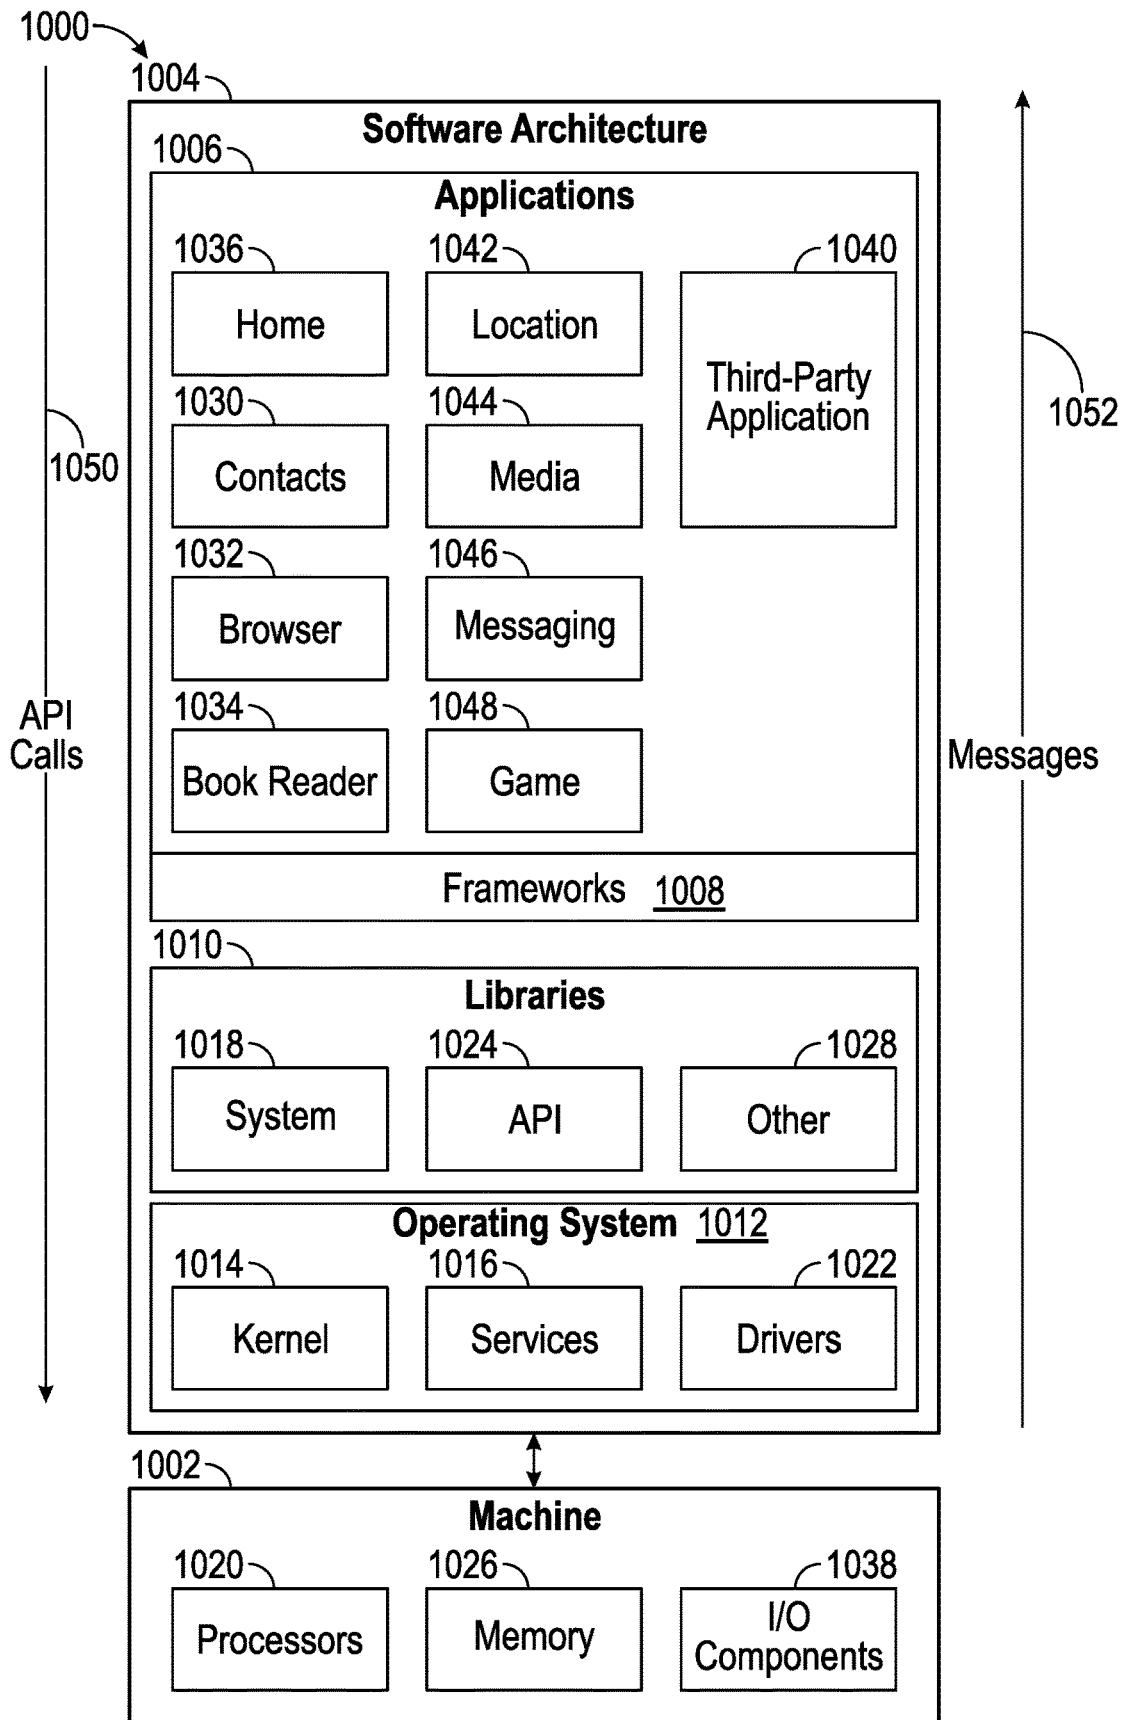 1000
1004
Software Architecture
1006
Applications
1036
1042
1040
Home
Location
Third-Party
Application
1030
1044
1052
1050
Contacts
Media
1032
1046
Browser
Messaging
1034
1048
API
Calls
Messages
Book Reader
Game
Frameworks 1008
1010
Libraries
1018
1024
1028
System
API
Other
Operating System 1012
1014
1016
1022
Kernel
Services
Drivers
1002
Machine
1020
1026
1038
Processors
Memory
I/O
Components